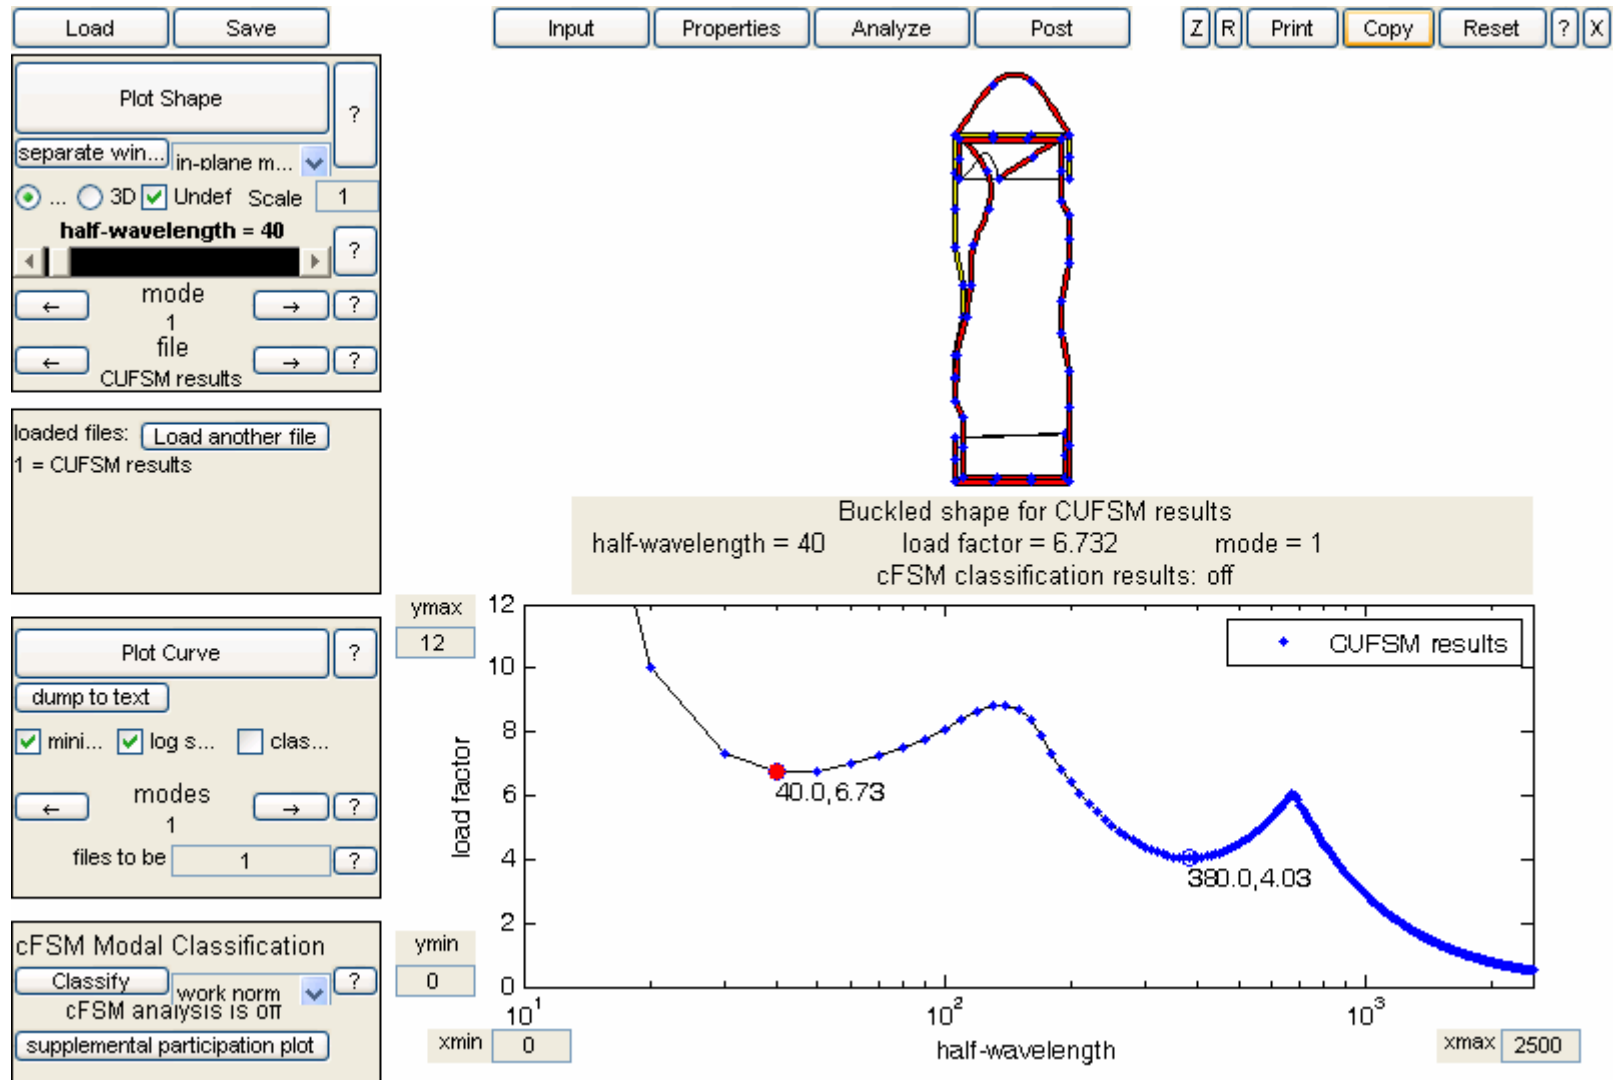 Load Save Input Properties Analyze Post Z R Print Copy Reset ? X
Plot Shape ?
separate win... in-plane m...
... 3D Undef Scale 1
half-wavelength = 40 ?
← mode → ?
1
← file → ?
CUFSM results
loaded files: Load another file
1 = CUFSM results
Buckled shape for CUFSM results
half-wavelength = 40 load factor = 6.732 mode = 1
cFSM classification results: off
Plot Curve ?
dump to text
mini... log s... clas...
← modes → ?
1
files to be 1 ?
cFSM Modal Classification
Classify work norm ?
cFSM analysis is off
supplemental participation plot
ymax
12
ymin
0
xmin 0
xmax 2500
12
10
8
6
4
2
0
load factor
CUFSM results
40.0,6.73
380.0,4.03
10¹ 10² 10³
half-wavelength